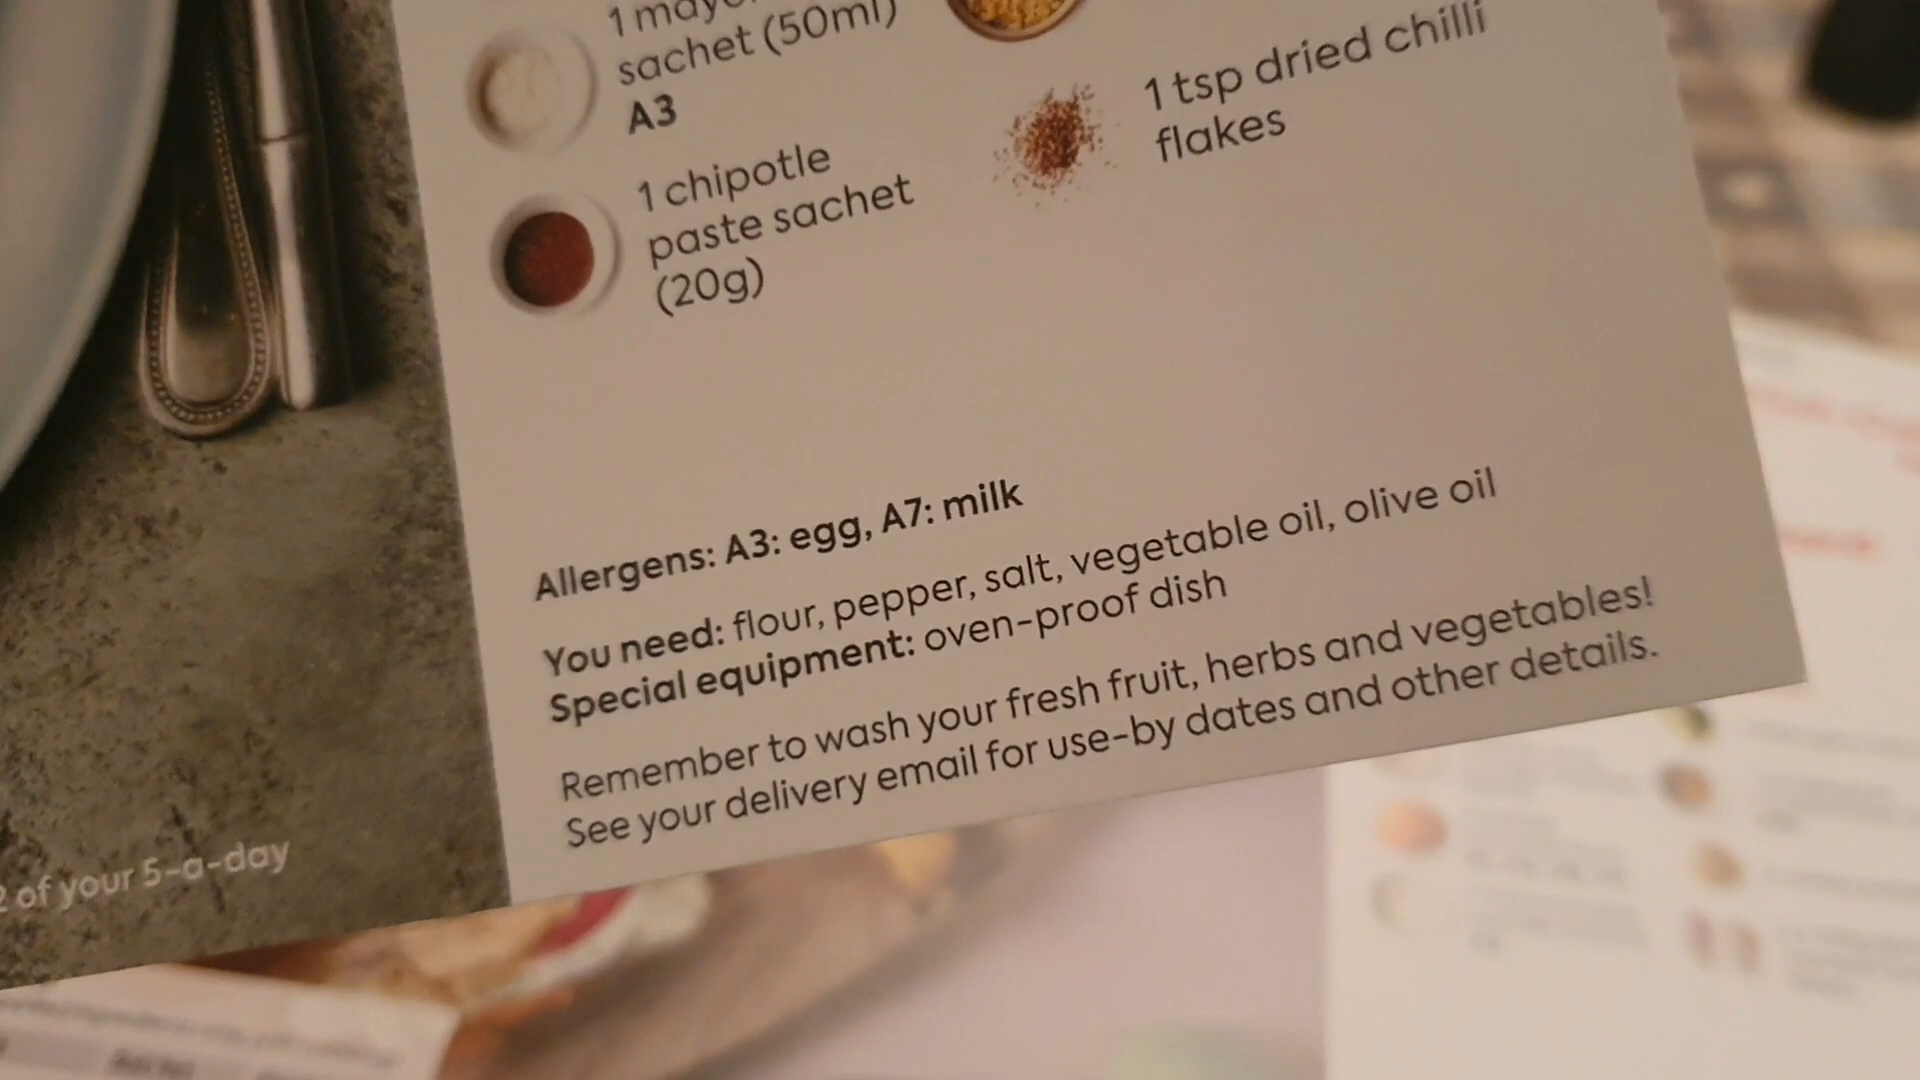 sachet (50ml)
A3
1 chipotle
paste sachet
(20g)
1 tsp dried chilli
flakes
Allergens: A3: egg, A7: milk
You need: flour, pepper, salt, vegetable oil, olive oil
Special equipment: oven-proof dish
Remember to wash your fresh fruit, herbs and vegetables!
See your delivery email for use-by dates and other details.
2 of your 5-a-day